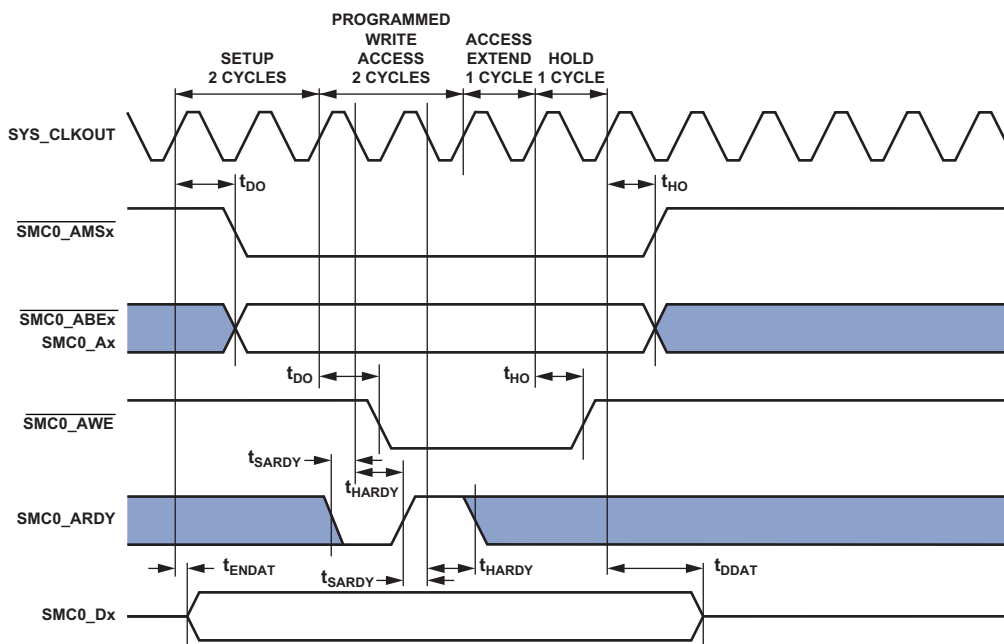 PROGRAMMED
WRITE
ACCESS
2 CYCLES
SETUP
2 CYCLES
ACCESS
EXTEND
1 CYCLE
HOLD
1 CYCLE
SYS_CLKOUT
tDO
tHO
SMC0_AMSx
SMC0_ABEx
SMC0_Ax
tDO
tHO
SMC0_AWE
tSARDY
tHARDY
SMC0_ARDY
tENDAT
tSARDY
tHARDY
tDDAT
SMC0_Dx